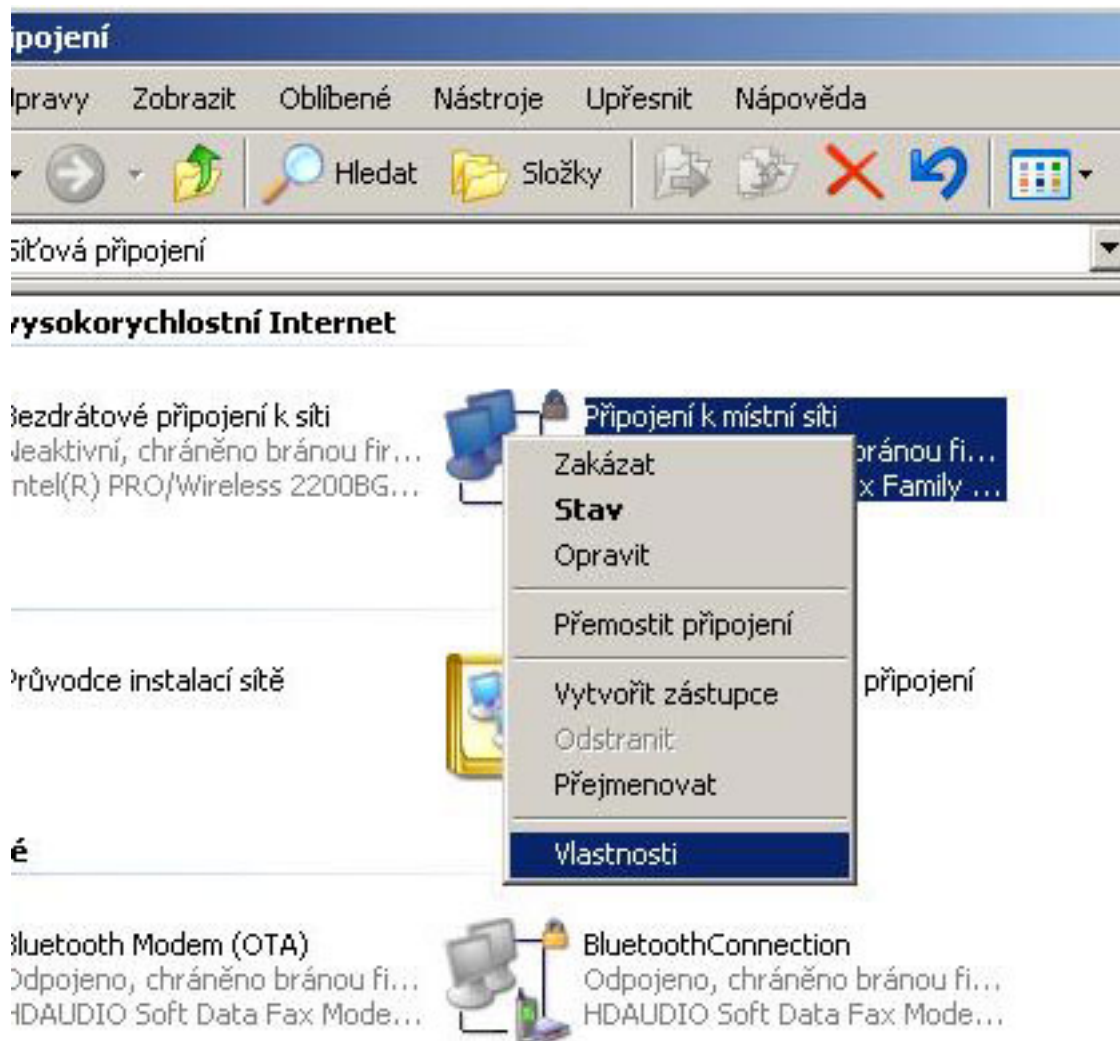 ipojení
Úpravy Zobrazit Oblíbené Nástroje Upřesnit Nápověda
Hledat Složky
Síťová připojení
vysokorychlostní Internet
Bezdrátové připojení k síti
Neaktivní, chráněno bránou fir...
Intel(R) PRO/Wireless 2200BG...
Připojení k místní síti
bránou fi...
x Family ...
Zakázat
Stav
Opravit
Přemostit připojení
Vytvořit zástupce
Odstranit
Přejmenovat
Vlastnosti
Průvodce instalací sítě
připojení
é
Bluetooth Modem (OTA)
Odpojeno, chráněno bránou fi...
HDAUDIO Soft Data Fax Mode...
BluetoothConnection
Odpojeno, chráněno bránou fi...
HDAUDIO Soft Data Fax Mode...